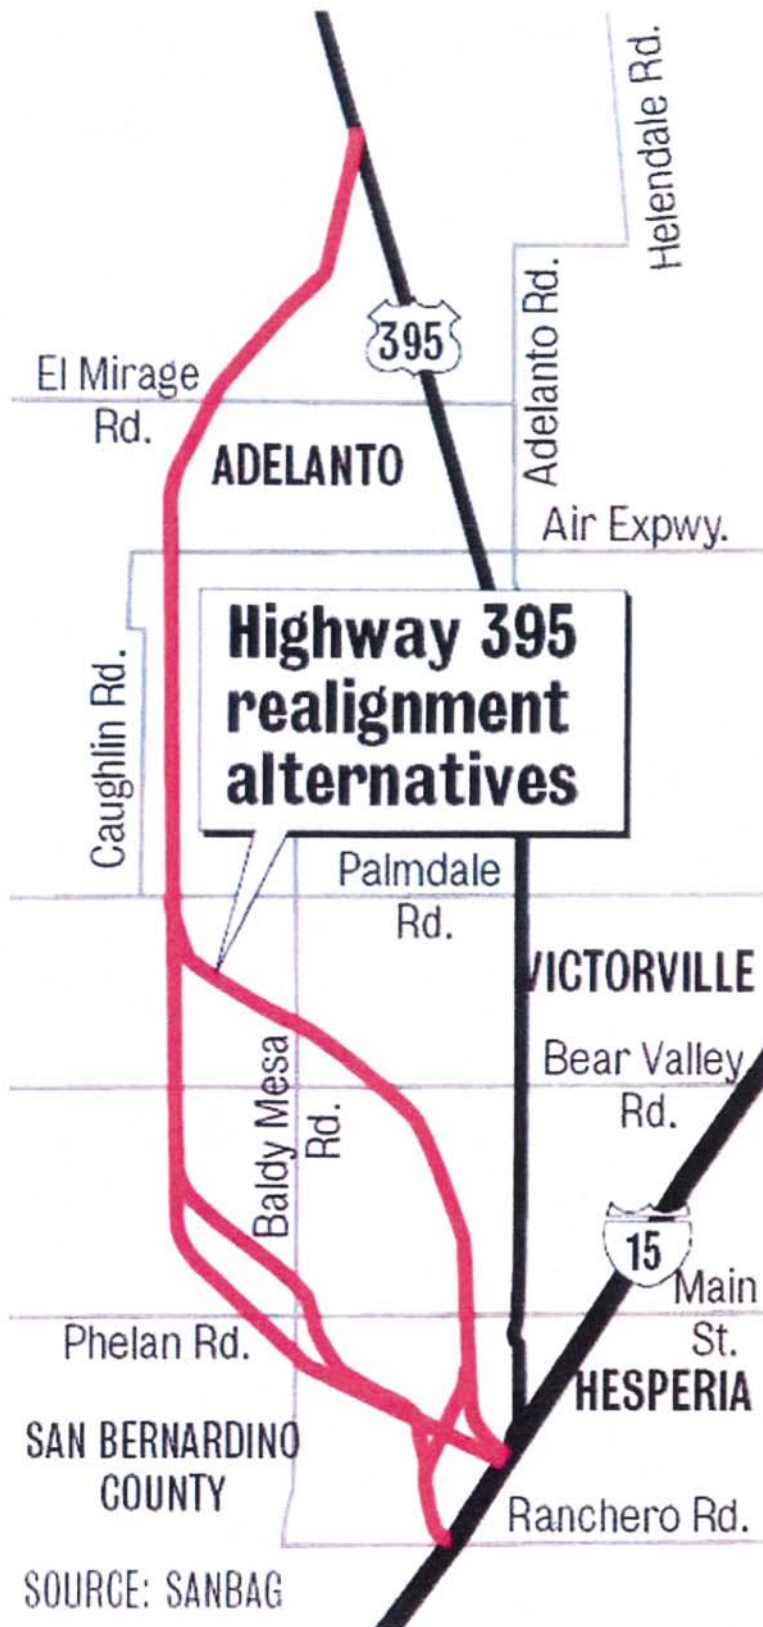 Helendale Rd.
395
Adelanto Rd.
El Mirage
Rd.
ADELANTO
Air Expwy.
Highway 395
realignment
alternatives
Caughlin Rd.
Palmdale
Rd.
VICTORVILLE
Bear Valley
Rd.
Baldy Mesa
Rd.
15
Main
St.
Phelan Rd.
HESPERIA
SAN BERNARDINO
COUNTY
Ranchero Rd.
SOURCE: SANBAG